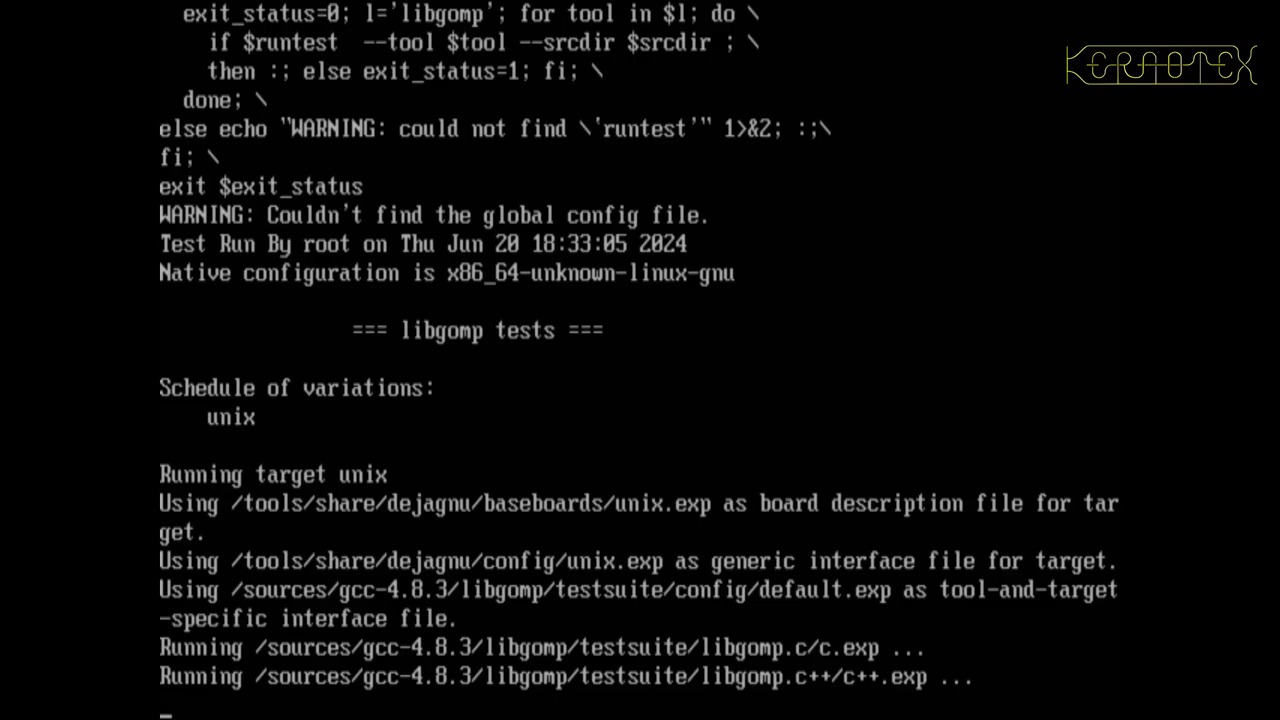 exit_status=0; l='libgomp'; for tool in $l; do \
KERNOTEX
if $runtest  --tool $tool --srcdir $srcdir ; \
then :; else exit_status=1; fi; \
done; \
else echo "WARNING: could not find \'runtest'" 1>&2; :;\
fi; \
exit $exit_status
WARNING: Couldn't find the global config file.
Test Run By root on Thu Jun 20 18:33:05 2024
Native configuration is x86_64-unknown-linux-gnu
=== libgomp tests ===
Schedule of variations:
unix
Running target unix
Using /tools/share/dejagnu/baseboards/unix.exp as board description file for tar
get.
Using /tools/share/dejagnu/config/unix.exp as generic interface file for target.
Using /sources/gcc-4.8.3/libgomp/testsuite/config/default.exp as tool-and-target
-specific interface file.
Running /sources/gcc-4.8.3/libgomp/testsuite/libgomp.c/c.exp ...
Running /sources/gcc-4.8.3/libgomp/testsuite/libgomp.c++/c++.exp ...